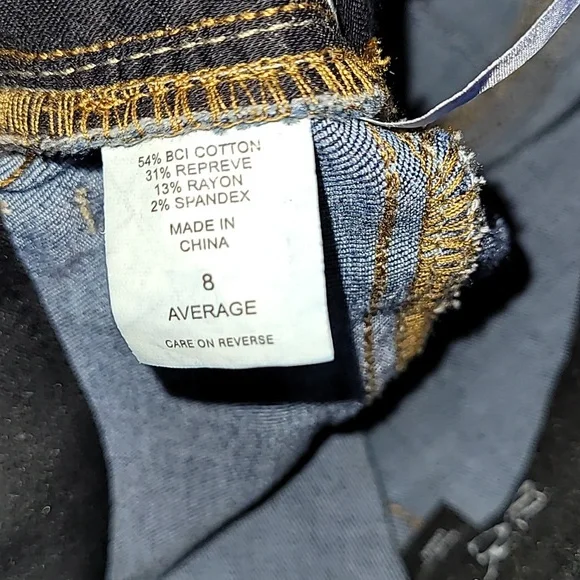 54% BCI COTTON
31% REPREVE
13% RAYON
2% SPANDEX
MADE IN
CHINA
8
AVERAGE
CARE ON REVERSE